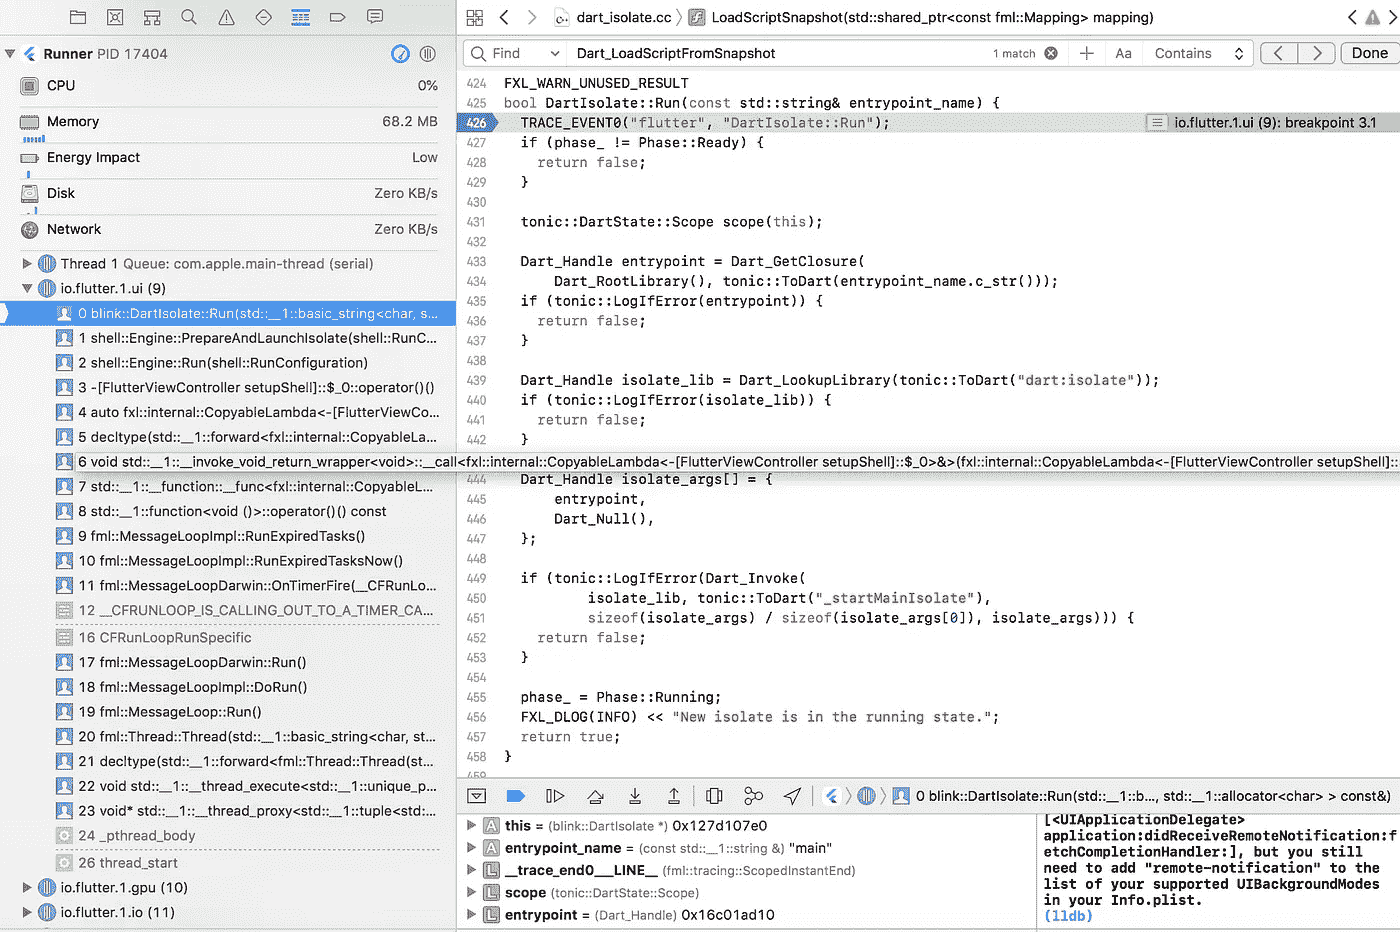 dart_isolate.cc
LoadScriptSnapshot(std::shared_ptr<const fml::Mapping> mapping)
Runner PID 17404
CPU 0%
Memory 68.2 MB
Energy Impact Low
Disk Zero KB/s
Network Zero KB/s
Thread 1 Queue: com.apple.main-thread (serial)
io.flutter.1.ui (9)
0 blink::DartIsolate::Run(std::__1::basic_string<char, s...
1 shell::Engine::PrepareAndLaunchIsolate(shell::RunC...
2 shell::Engine::Run(shell::RunConfiguration)
3 -[FlutterViewController setupShell]::$_0::operator()()
4 auto fxl::internal::CopyableLambda<-[FlutterViewCo...
5 decltype(std::__1::forward<fxl::internal::CopyableLa...
6 void std::__1::__invoke_void_return_wrapper<void>::__call<fxl::internal::CopyableLambda<-[FlutterViewController setupShell]::$_0>&>(fxl::internal::CopyableLambda<-[FlutterViewController setupShell]::
7 std::__1::__function::__func<fxl::internal::CopyableL...
8 std::__1::function<void ()>::operator()() const
9 fml::MessageLoopImpl::RunExpiredTasks()
10 fml::MessageLoopImpl::RunExpiredTasksNow()
11 fml::MessageLoopDarwin::OnTimerFire(__CFRunLo...
12 __CFRUNLOOP_IS_CALLING_OUT_TO_A_TIMER_CA...
16 CFRunLoopRunSpecific
17 fml::MessageLoopDarwin::Run()
18 fml::MessageLoopImpl::DoRun()
19 fml::MessageLoop::Run()
20 fml::Thread::Thread(std::__1::basic_string<char, st...
21 decltype(std::__1::forward<fml::Thread::Thread(st...
22 void std::__1::__thread_execute<std::__1::unique_p...
23 void* std::__1::__thread_proxy<std::__1::tuple<std::...
24 _pthread_body
26 thread_start
io.flutter.1.gpu (10)
io.flutter.1.io (11)
Find Dart_LoadScriptFromSnapshot 1 match Aa Contains Done
424 FXL_WARN_UNUSED_RESULT
425 bool DartIsolate::Run(const std::string& entrypoint_name) {
426 TRACE_EVENT0("flutter", "DartIsolate::Run"); io.flutter.1.ui (9): breakpoint 3.1
427 if (phase_ != Phase::Ready) {
428 return false;
429 }
430
431 tonic::DartState::Scope scope(this);
432
433 Dart_Handle entrypoint = Dart_GetClosure(
434 Dart_RootLibrary(), tonic::ToDart(entrypoint_name.c_str()));
435 if (tonic::LogIfError(entrypoint)) {
436 return false;
437 }
438
439 Dart_Handle isolate_lib = Dart_LookupLibrary(tonic::ToDart("dart:isolate"));
440 if (tonic::LogIfError(isolate_lib)) {
441 return false;
442 }
444 Dart_Handle isolate_args[] = {
445 entrypoint,
446 Dart_Null(),
447 };
448
449 if (tonic::LogIfError(Dart_Invoke(
450 isolate_lib, tonic::ToDart("_startMainIsolate"),
451 sizeof(isolate_args) / sizeof(isolate_args[0]), isolate_args))) {
452 return false;
453 }
454
455 phase_ = Phase::Running;
456 FXL_DLOG(INFO) << "New isolate is in the running state.";
457 return true;
458 }
459
0 blink::DartIsolate::Run(std::__1::b..., std::__1::allocator<char> > const&)
this = (blink::DartIsolate *) 0x127d107e0
entrypoint_name = (const std::__1::string &) "main"
__trace_end0___LINE__ (fml::tracing::ScopedInstantEnd)
scope (tonic::DartState::Scope)
entrypoint = (Dart_Handle) 0x16c01ad10
[<UIApplicationDelegate>
application:didReceiveRemoteNotification:f
etchCompletionHandler:], but you still
need to add "remote-notification" to the
list of your supported UIBackgroundModes
in your Info.plist.
(lldb)